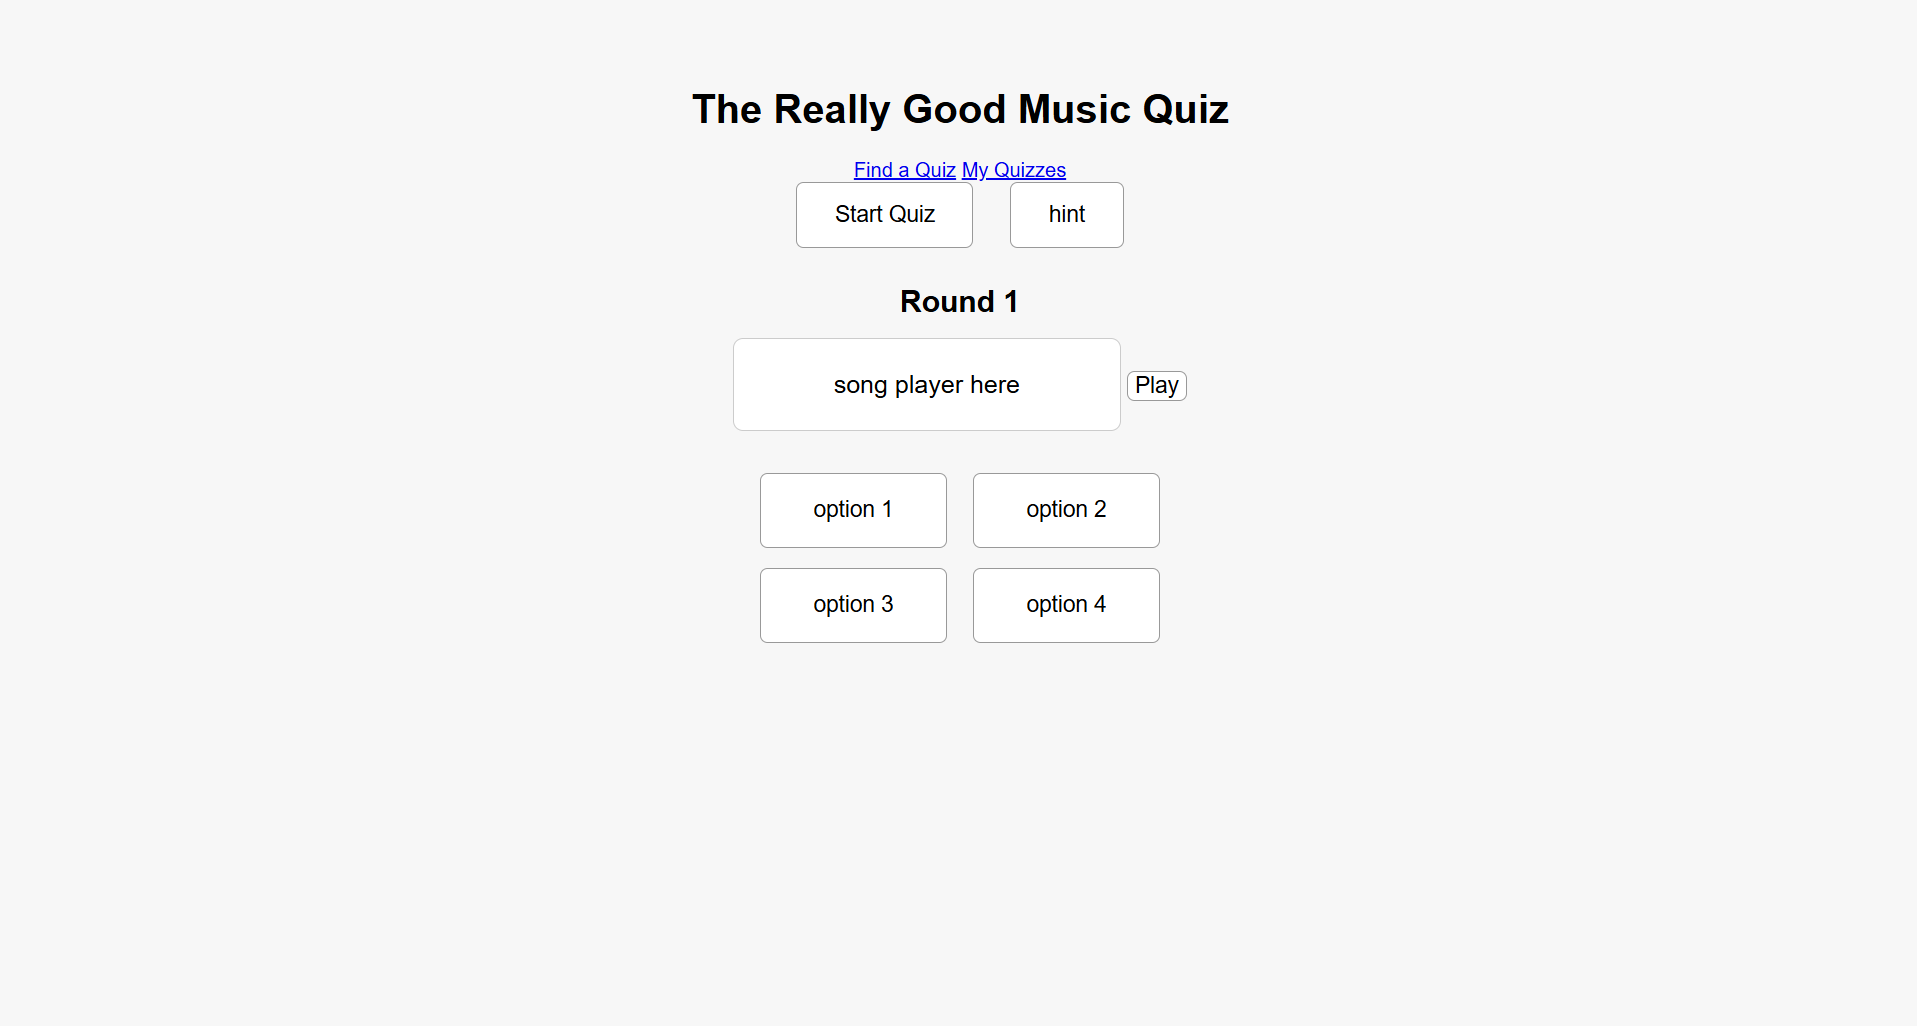 The Really Good Music Quiz
Find a Quiz My Quizzes
Start Quiz hint
Round 1
song player here Play
option 1 option 2
option 3 option 4